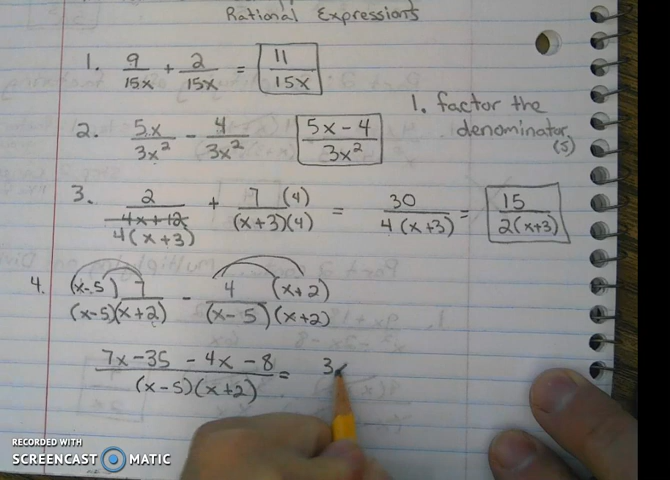 Rational Expressions
1. 9/15x + 2/15x = 11/15x
1. factor the denominator (s)
2. 5x/3x² - 4/3x² 5x-4/3x²
3. 2/4x+12 4(x+3) + 7(4)/(x+3)(4) = 30/4(x+3) = 15/2(x+3)
4. (x-5)7/(x-5)(x+2) - 4(x+2)/(x-5)(x+2)
7x-35-4x-8/(x-5)(x+2) = 3x
RECORDED WITH
SCREENCAST O MATIC